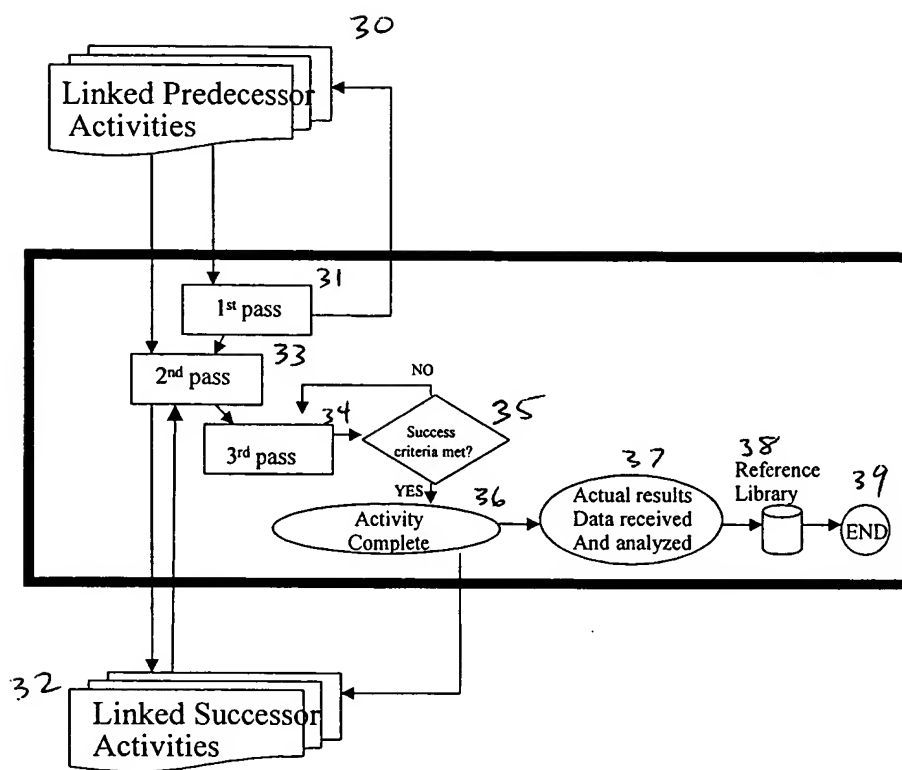 30
Linked Predecessor
Activities
31
1st pass
33
2nd pass
NO
34
35
3rd pass
Success
criteria met?
YES
36
Activity
Complete
37
Actual results
Data received
And analyzed
38
Reference
Library
39
END
32
Linked Successor
Activities